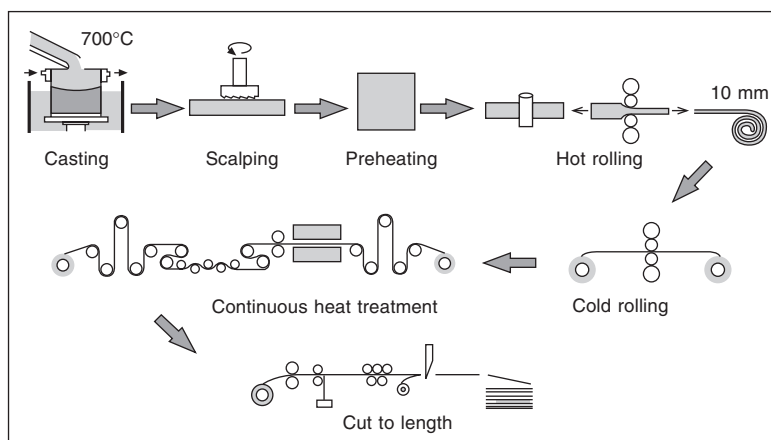 700°C
10 mm
Casting
Scalping
Preheating
Hot rolling
Continuous heat treatment
Cold rolling
Cut to length